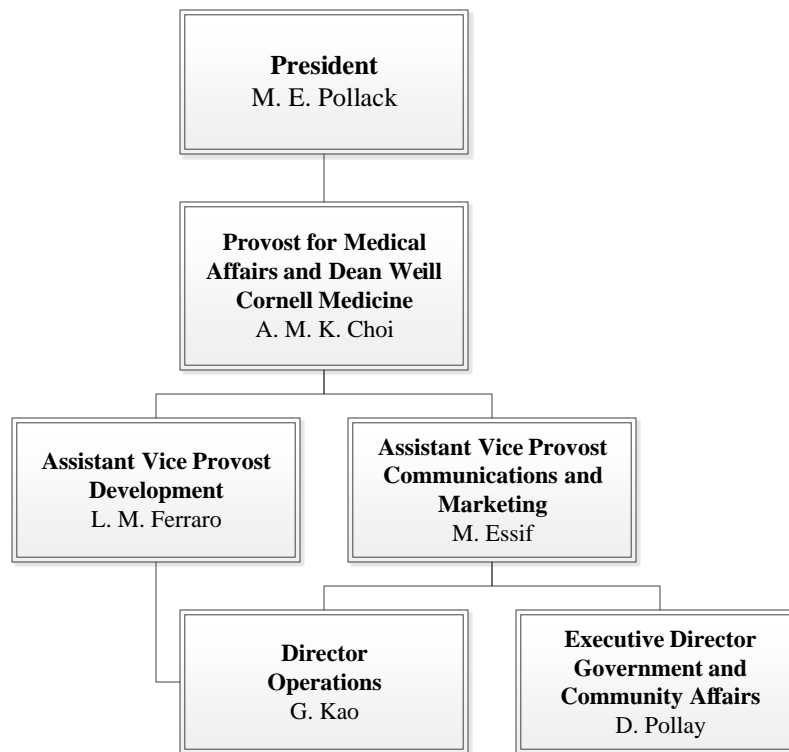 President
M. E. Pollack
Provost for Medical
Affairs and Dean Weill
Cornell Medicine
A. M. K. Choi
Assistant Vice Provost
Development
L. M. Ferraro
Assistant Vice Provost
Communications and
Marketing
M. Essif
Director
Operations
G. Kao
Executive Director
Government and
Community Affairs
D. Pollay